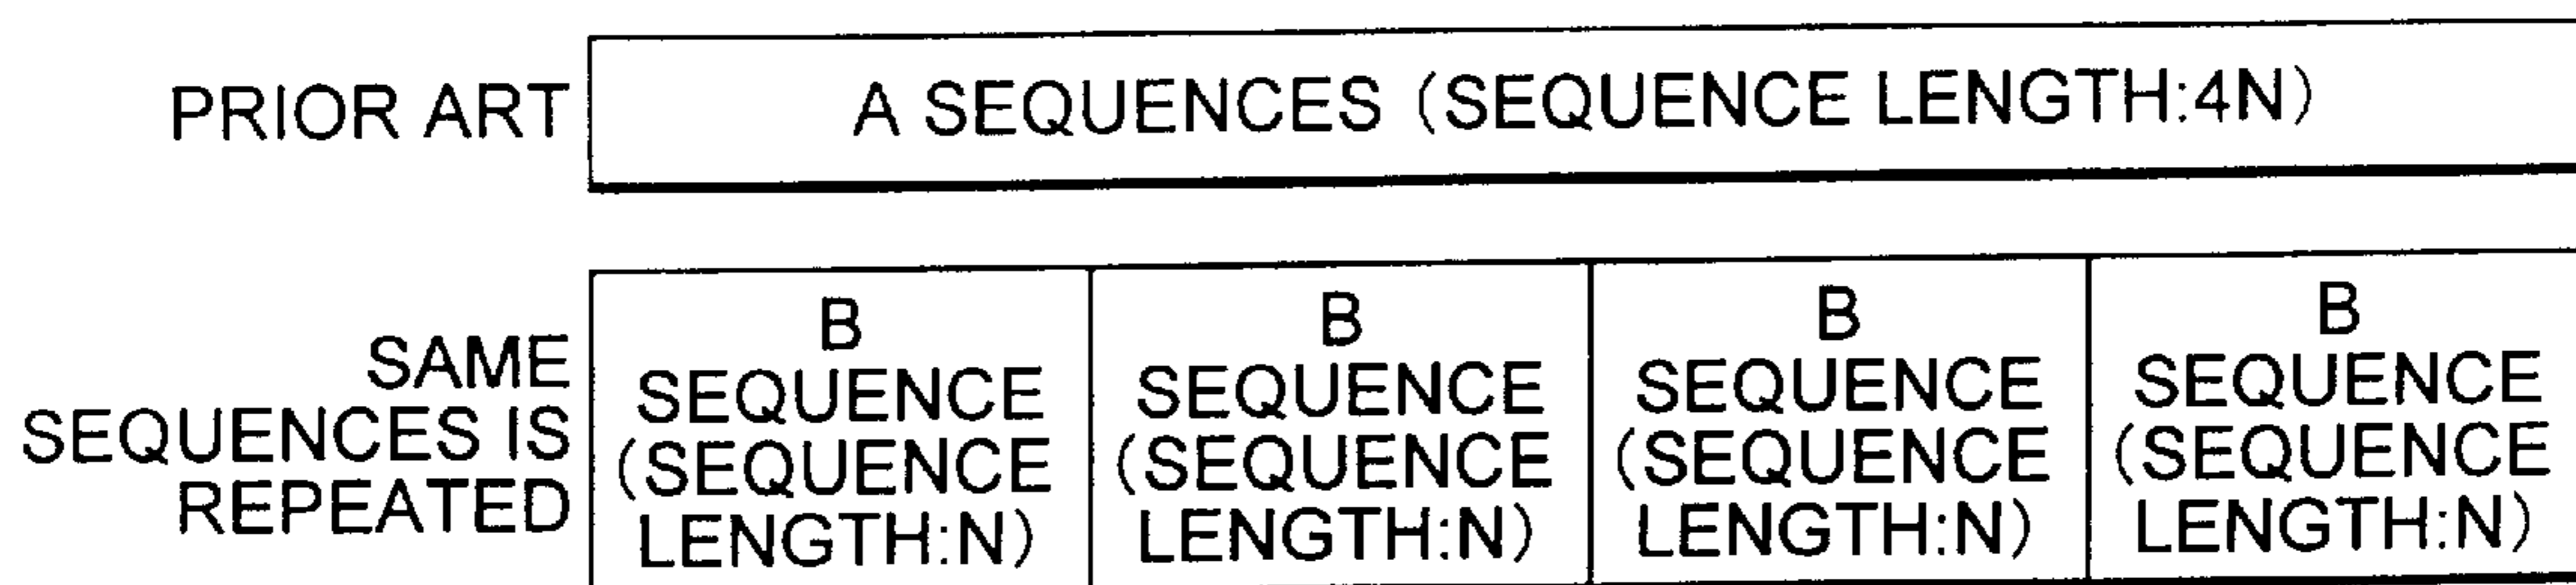 PRIOR ART
A SEQUENCES (SEQUENCE LENGTH:4N)
SAME
SEQUENCES IS
REPEATED
B
SEQUENCE
(SEQUENCE
LENGTH:N)
B
SEQUENCE
(SEQUENCE
LENGTH:N)
B
SEQUENCE
(SEQUENCE
LENGTH:N)
B
SEQUENCE
(SEQUENCE
LENGTH:N)